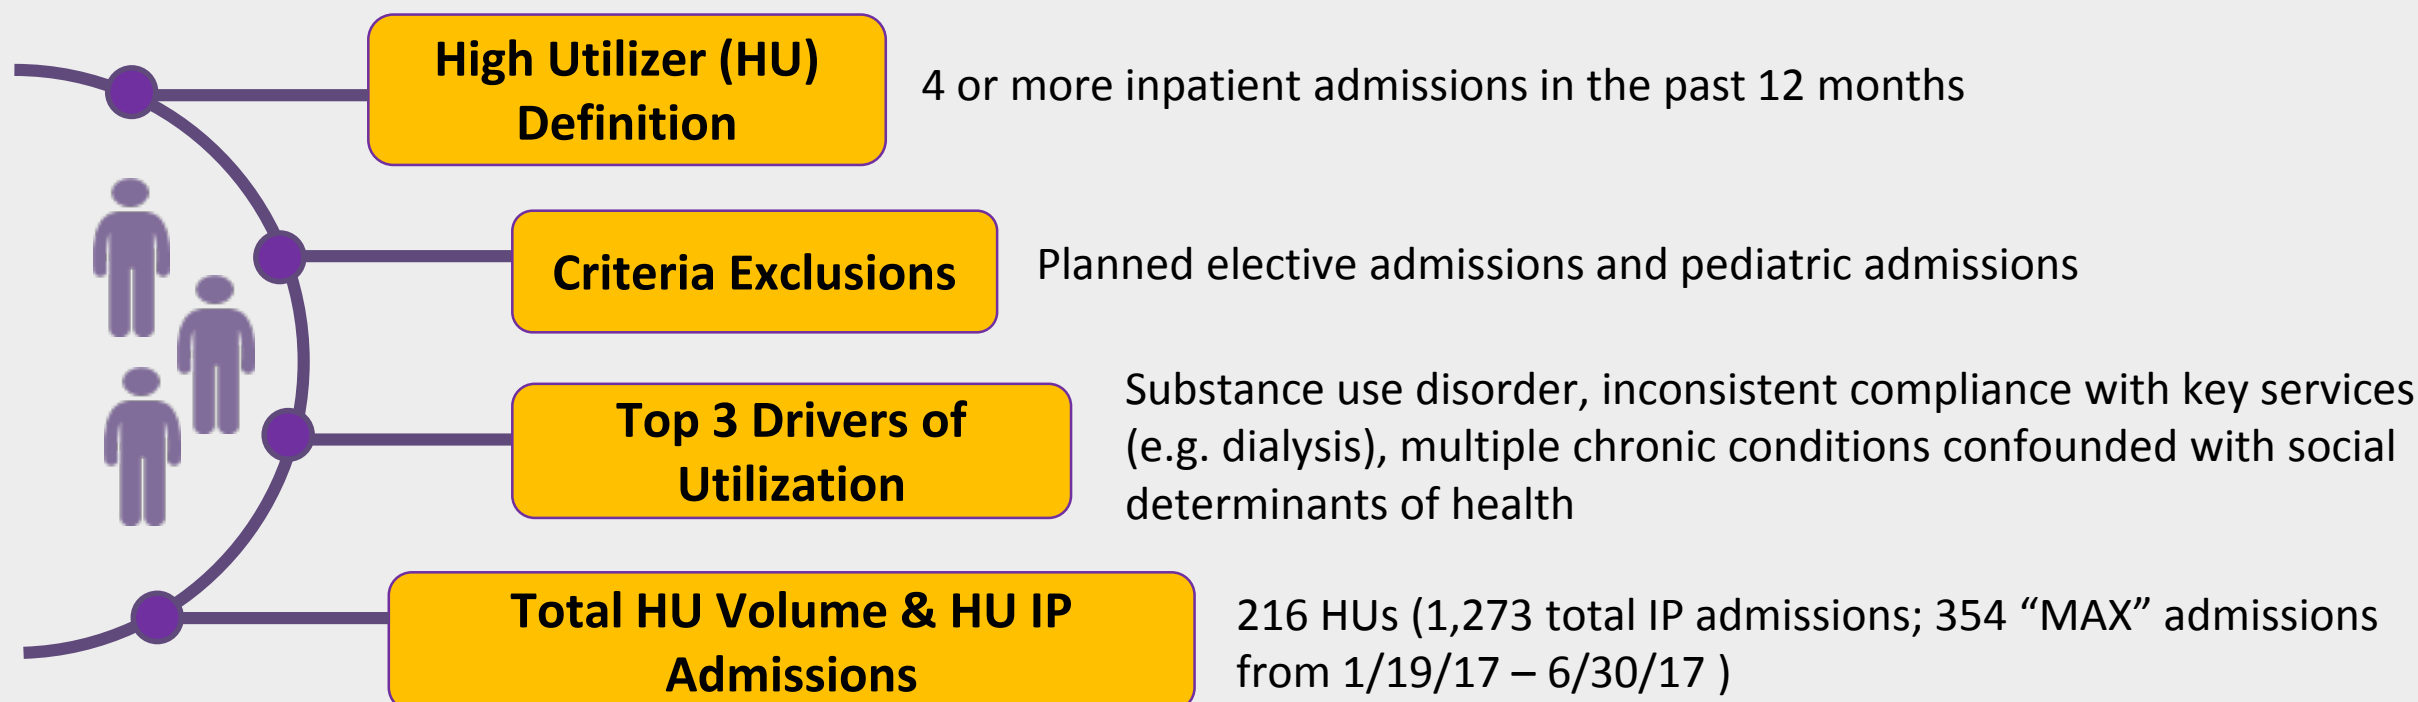 High Utilizer (HU)
Definition
4 or more inpatient admissions in the past 12 months
Criteria Exclusions
Planned elective admissions and pediatric admissions
Top 3 Drivers of
Utilization
Substance use disorder, inconsistent compliance with key services
(e.g. dialysis), multiple chronic conditions confounded with social
determinants of health
Total HU Volume & HU IP
Admissions
216 HUs (1,273 total IP admissions; 354 “MAX” admissions
from 1/19/17 – 6/30/17 )